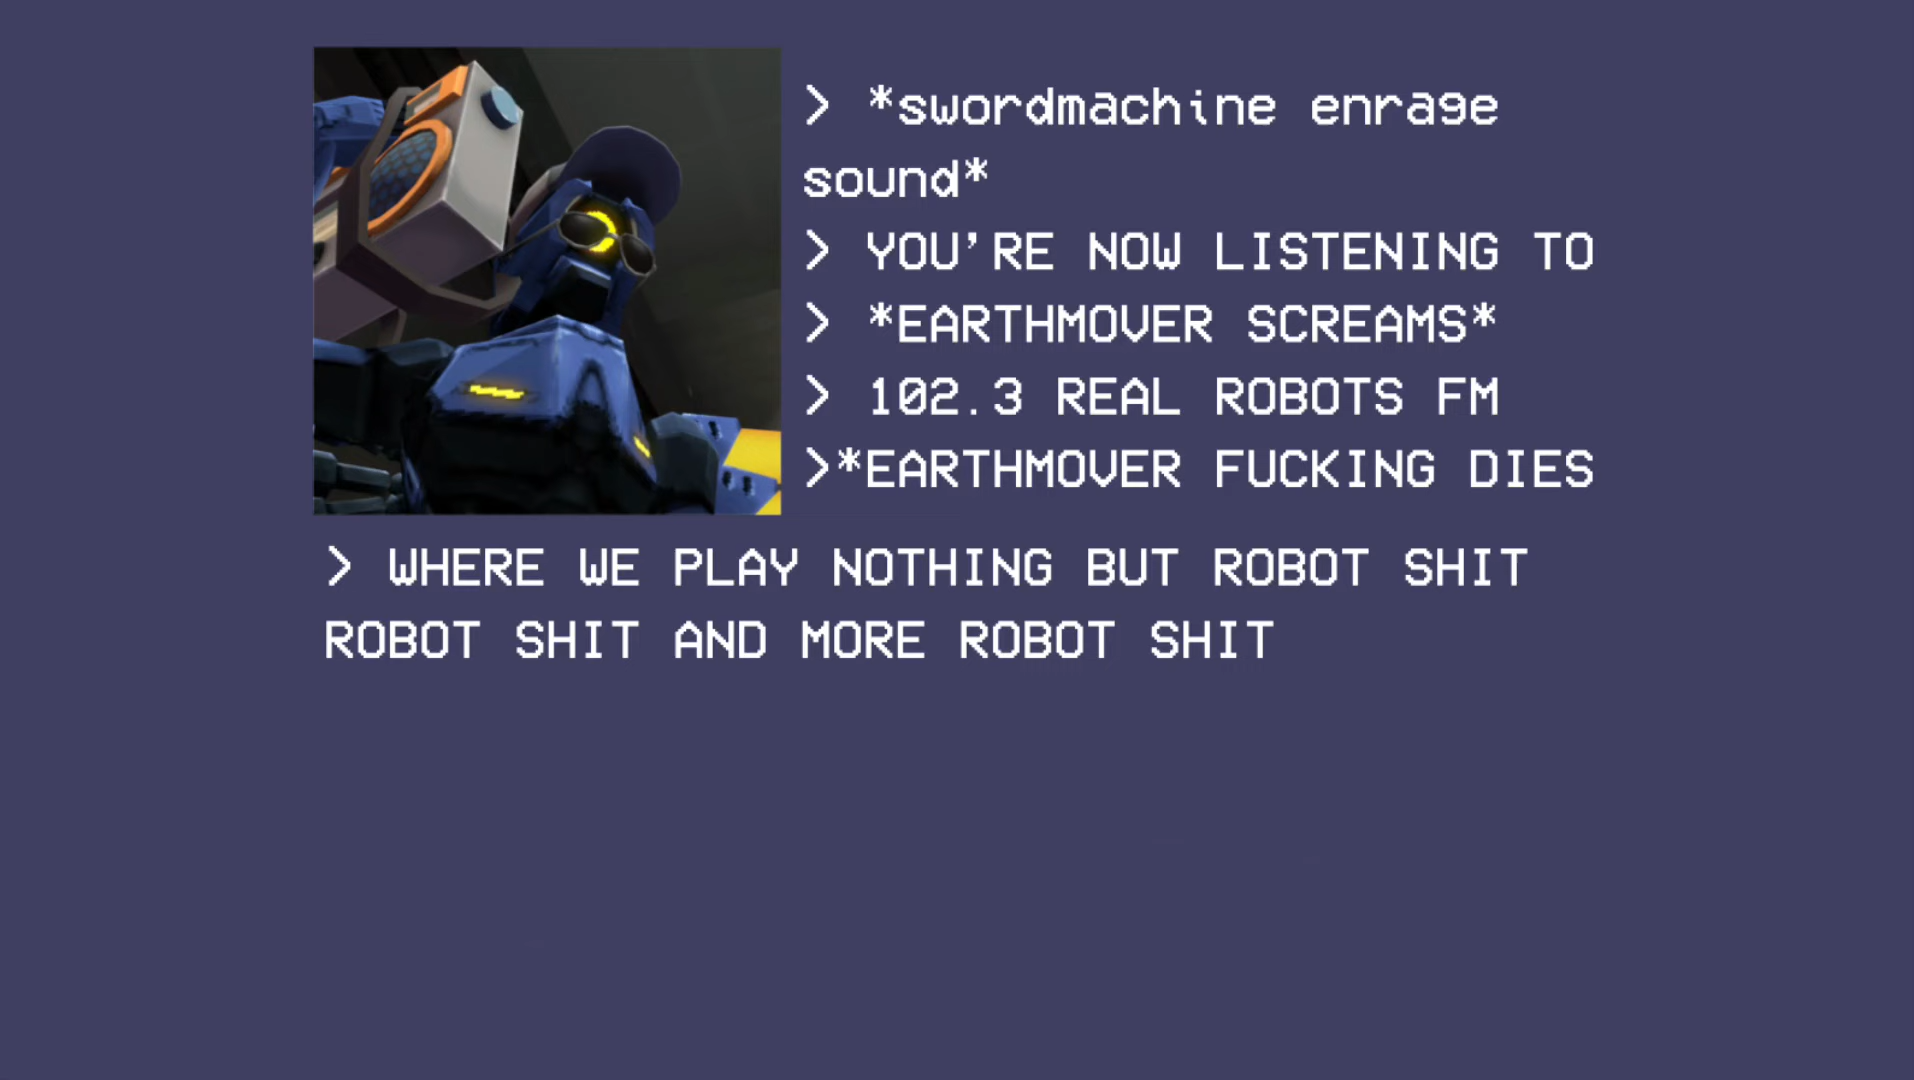 > *swordmachine enrage
sound*
> YOU'RE NOW LISTENING TO
> *EARTHMOVER SCREAMS*
> 102.3 REAL ROBOTS FM
>*EARTHMOVER FUCKING DIES
> WHERE WE PLAY NOTHING BUT ROBOT SHIT
ROBOT SHIT AND MORE ROBOT SHIT